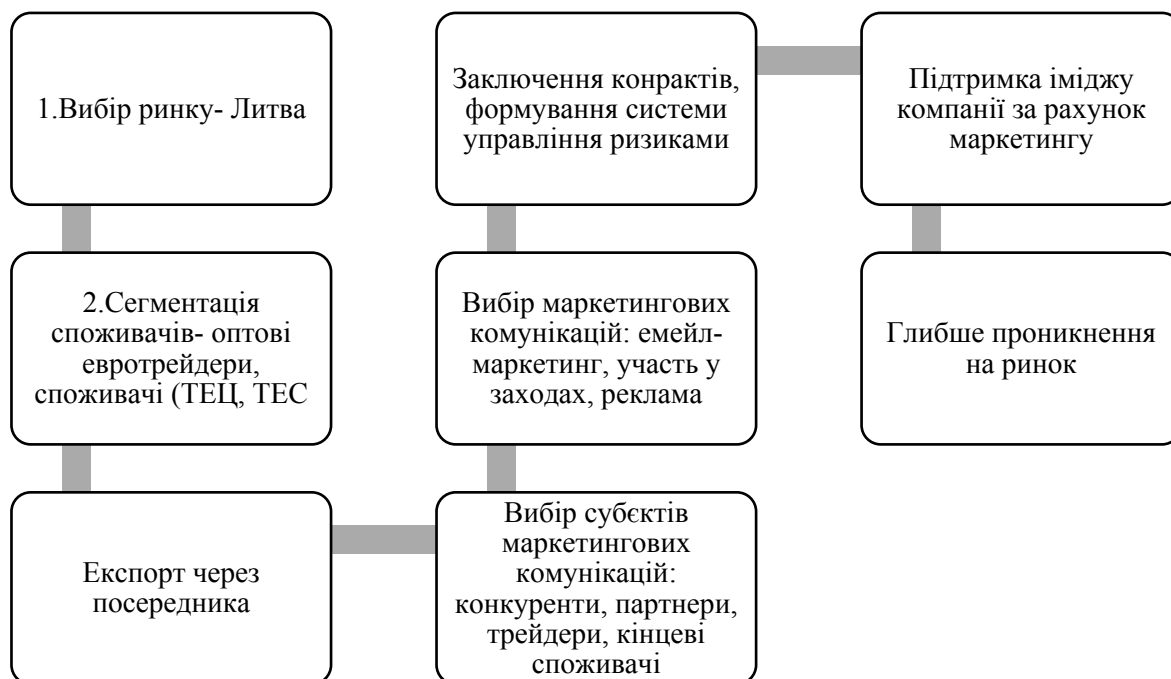 1.Вибір ринку- Литва
2.Сегментація
споживачів- оптові
евротрейдери,
споживачі (ТЕЦ, ТЕС
Експорт через
посередника
Вибір субєктів
маркетингових
комунікацій:
конкуренти, партнери,
трейдери, кінцеві
споживачі
Вибір маркетингових
комунікацій: емейл-
маркетинг, участь у
заходах, реклама
Заключення конрактів,
формування системи
управління ризиками
Підтримка іміджу
компанії за рахунок
маркетингу
Глибше проникнення
на ринок